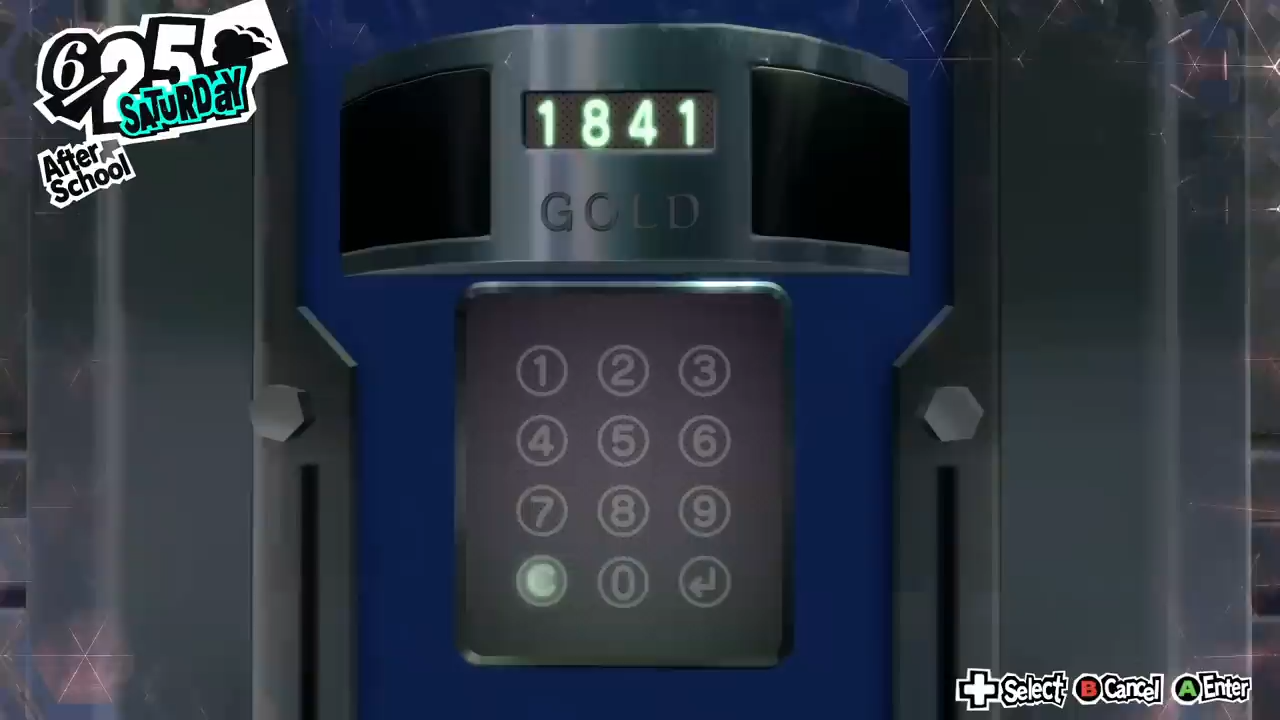 6/25
SATURDAY
After School
1841
GOLD
1 2 3
4 5 6
7 8 9
C 0 ↵
Select B Cancel A Enter